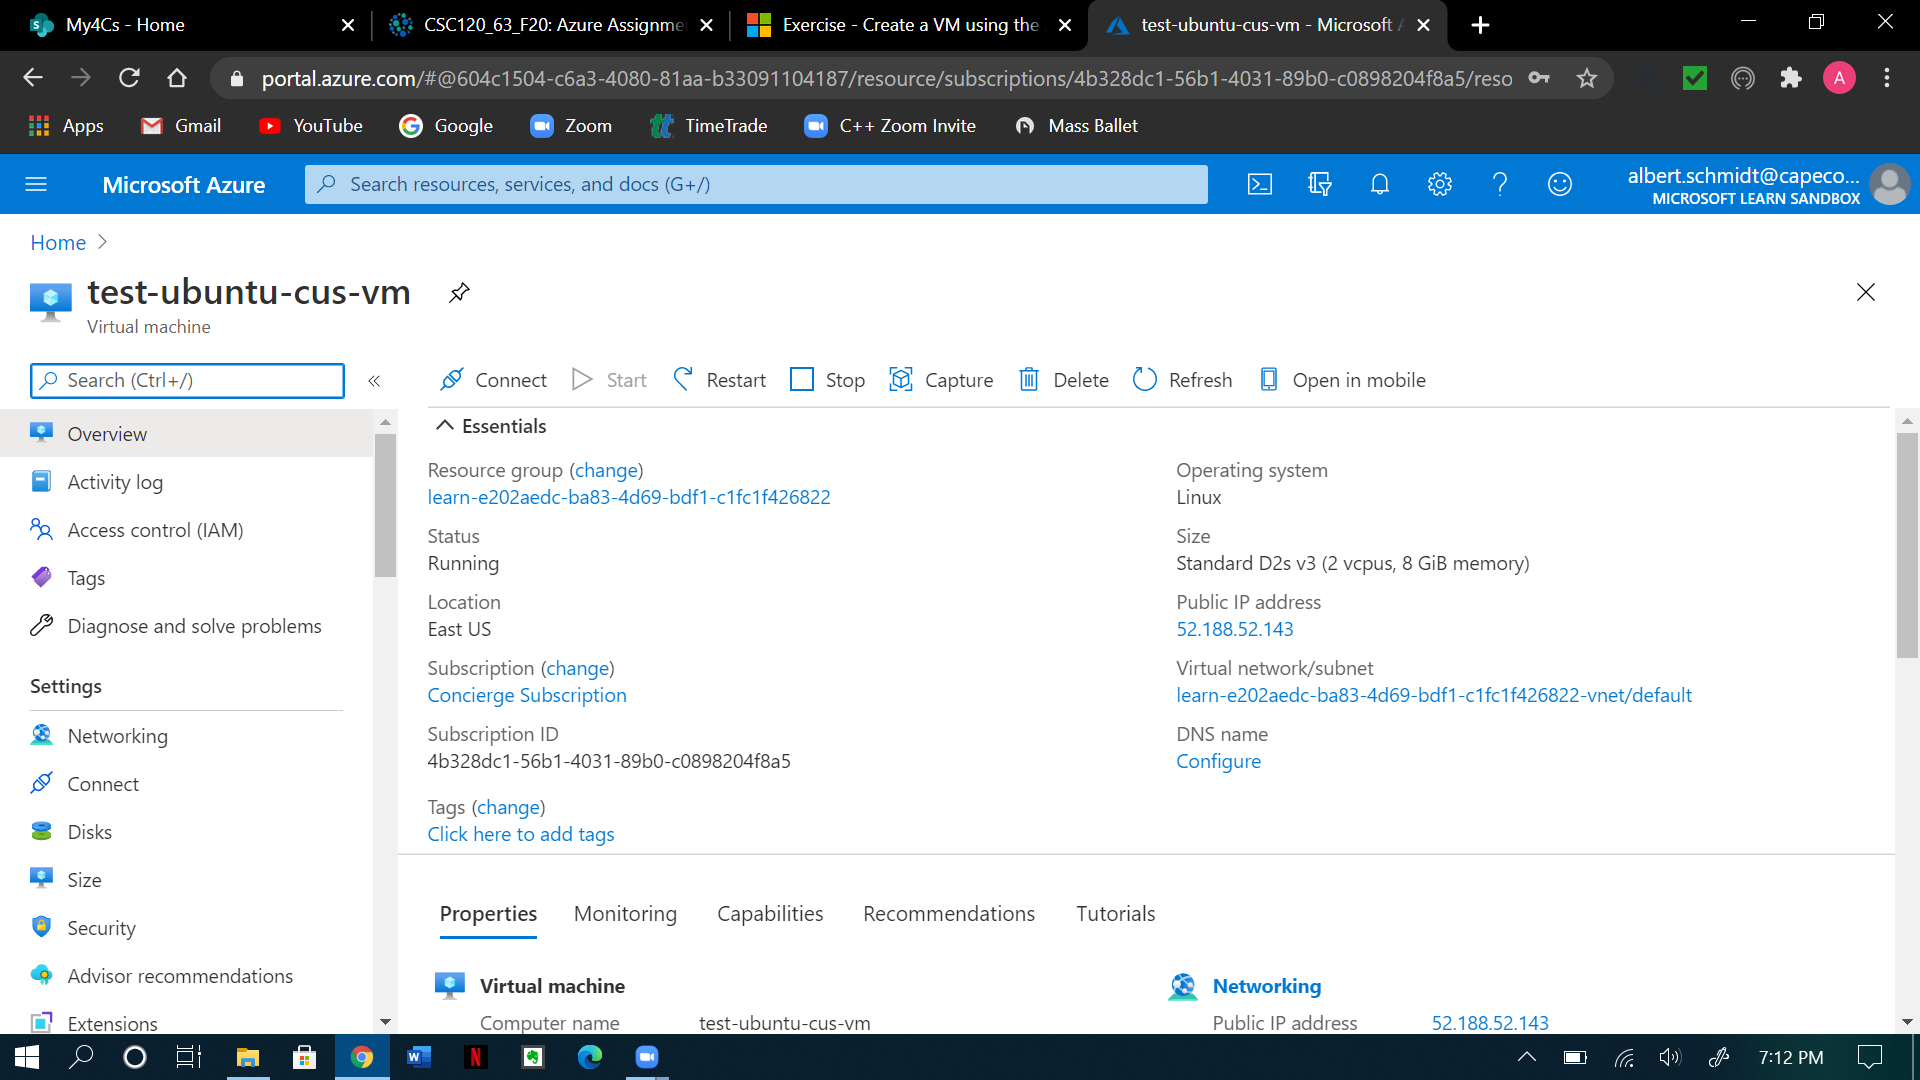 My4Cs - Home
CSC120_63_F20: Azure Assignme
Exercise - Create a VM using the
test-ubuntu-cus-vm - Microsoft A
portal.azure.com/#@604c1504-c6a3-4080-81aa-b33091104187/resource/subscriptions/4b328dc1-56b1-4031-89b0-c0898204f8a5/reso
A
Apps
Gmail
YouTube
Google
Zoom
TimeTrade
C++ Zoom Invite
Mass Ballet
Microsoft Azure
Search resources, services, and docs (G+/)
albert.schmidt@capeco...
MICROSOFT LEARN SANDBOX
Home
test-ubuntu-cus-vm
Virtual machine
Search (Ctrl+/)
Connect
Start
Restart
Stop
Capture
Delete
Refresh
Open in mobile
Overview
Activity log
Access control (IAM)
Tags
Diagnose and solve problems
Settings
Networking
Connect
Disks
Size
Security
Advisor recommendations
Extensions
Essentials
Resource group (change)
learn-e202aedc-ba83-4d69-bdf1-c1fc1f426822
Status
Running
Location
East US
Subscription (change)
Concierge Subscription
Subscription ID
4b328dc1-56b1-4031-89b0-c0898204f8a5
Tags (change)
Click here to add tags
Operating system
Linux
Size
Standard D2s v3 (2 vcpus, 8 GiB memory)
Public IP address
52.188.52.143
Virtual network/subnet
learn-e202aedc-ba83-4d69-bdf1-c1fc1f426822-vnet/default
DNS name
Configure
Properties
Monitoring
Capabilities
Recommendations
Tutorials
Virtual machine
Computer name
test-ubuntu-cus-vm
Networking
Public IP address
52.188.52.143
7:12 PM